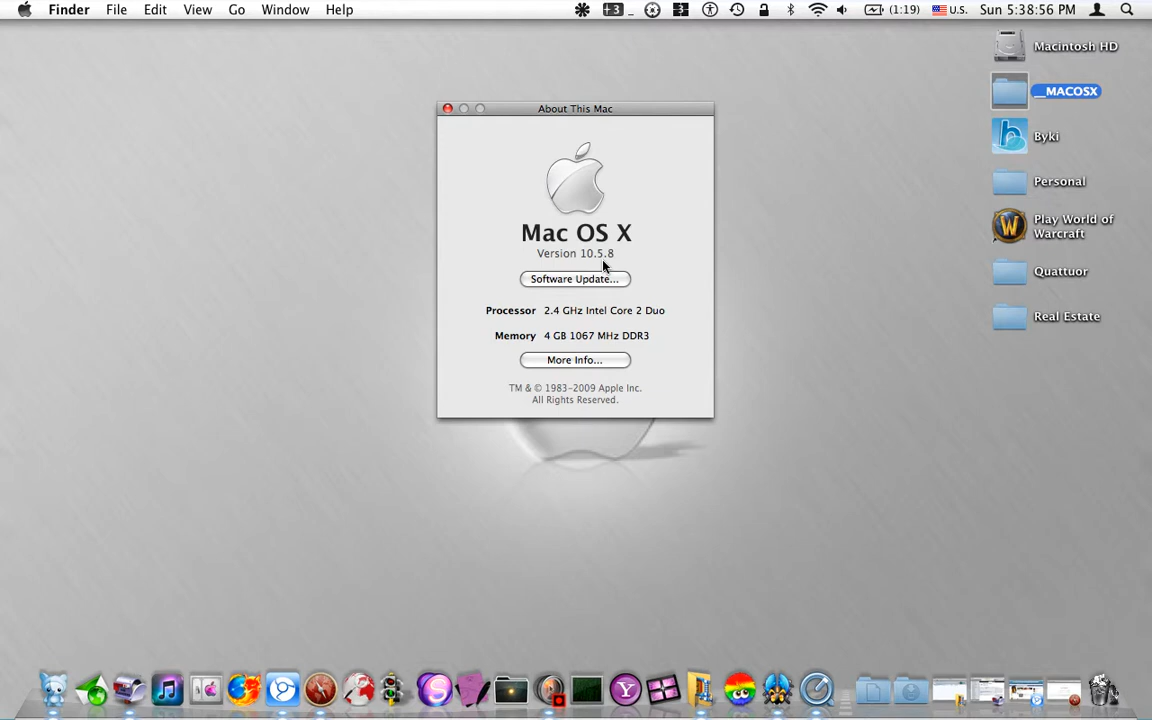 Finder File Edit View Go Window Help
+3 (1:19) U.S. Sun 5:38:56 PM
Macintosh HD
__MACOSX
Byki
Personal
Play World of
Warcraft
Quattuor
Real Estate
About This Mac
Mac OS X
Version 10.5.8
Software Update...
Processor 2.4 GHz Intel Core 2 Duo
Memory 4 GB 1067 MHz DDR3
More Info...
TM & © 1983-2009 Apple Inc.
All Rights Reserved.